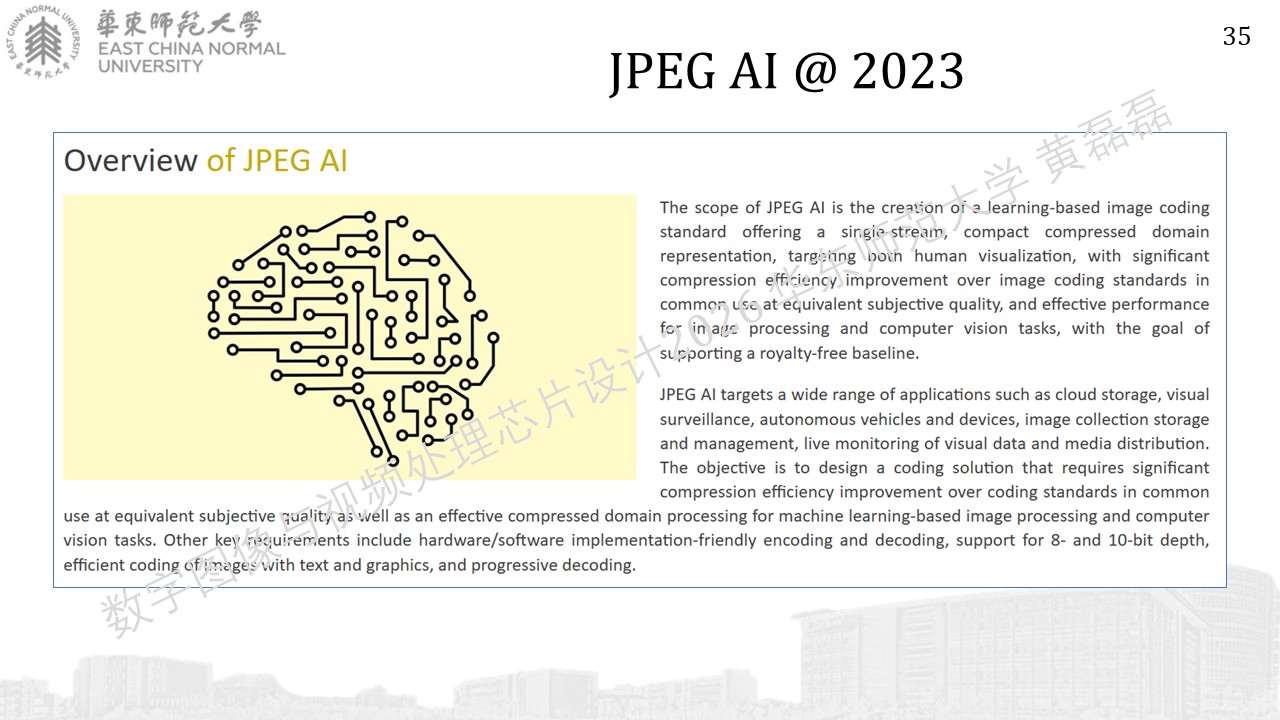 華東師範大學
EAST CHINA NORMAL
UNIVERSITY
EAST CHINA NORMAL UNIVERSITY
華東师范大学
35
JPEG AI @ 2023
Overview of JPEG AI
The scope of JPEG AI is the creation of a learning-based image coding
standard offering a single-stream, compact compressed domain
representation, targeting both human visualization, with significant
compression efficiency improvement over image coding standards in
common use at equivalent subjective quality, and effective performance
for image processing and computer vision tasks, with the goal of
supporting a royalty-free baseline.
JPEG AI targets a wide range of applications such as cloud storage, visual
surveillance, autonomous vehicles and devices, image collection storage
and management, live monitoring of visual data and media distribution.
The objective is to design a coding solution that requires significant
compression efficiency improvement over coding standards in common
use at equivalent subjective quality as well as an effective compressed domain processing for machine learning-based image processing and computer
vision tasks. Other key requirements include hardware/software implementation-friendly encoding and decoding, support for 8- and 10-bit depth,
efficient coding of images with text and graphics, and progressive decoding.
数字图像与视频处理芯片设计2026 华东师范大学 黄磊磊